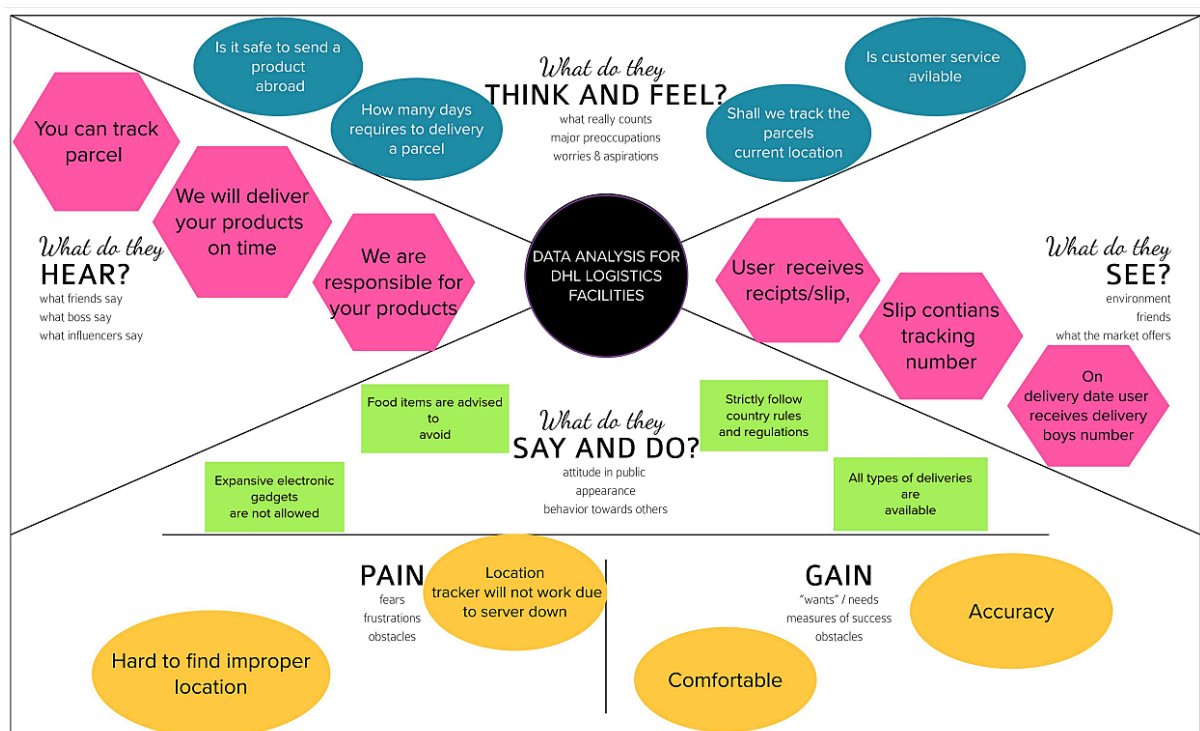 Is it safe to send a
product
abroad
How many days
requires to delivery
a parcel
What do they
THINK AND FEEL?
what really counts
major preoccupations
worries & aspirations
Shall we track the
parcels
current location
Is customer service
avilable
You can track
parcel
We will deliver
your products
on time
We are
responsible for
your products
What do they
HEAR?
what friends say
what boss say
what influencers say
DATA ANALYSIS FOR
DHL LOGISTICS
FACILITIES
User receives
recipts/slip,
Slip contians
tracking
number
On
delivery date user
receives delivery
boys number
What do they
SEE?
environment
friends
what the market offers
Food items are advised
to
avoid
Expansive electronic
gadgets
are not allowed
What do they
SAY AND DO?
attitude in public
appearance
behavior towards others
Strictly follow
country rules
and regulations
All types of deliveries
are
available
PAIN
fears
frustrations
obstacles
Location
tracker will not work due
to server down
Hard to find improper
location
GAIN
"wants" / needs
measures of success
obstacles
Comfortable
Accuracy